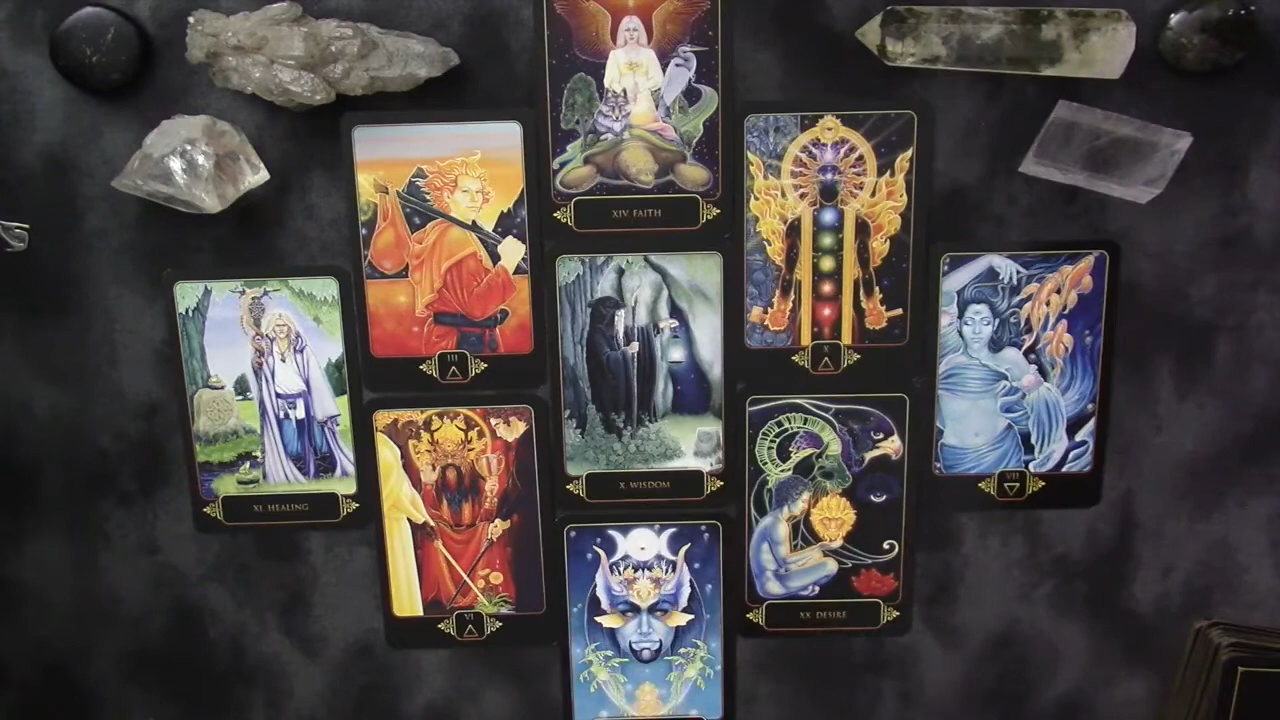 XIV FAITH
III
X
X. WISDOM
VII
XI. HEALING
VI
XX. DESIRE